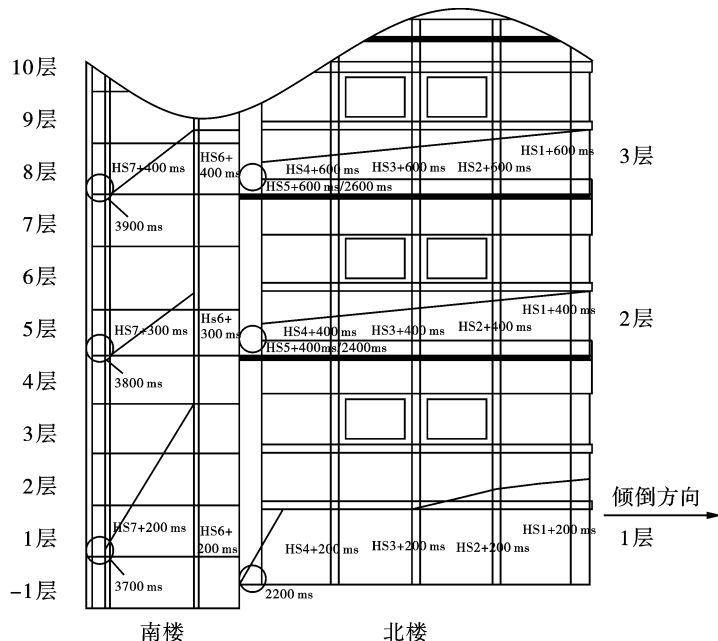 10层
9层
HS1+600 ms
3层
HS6+
HS7+400 ms
400 ms
HS4+600 ms
HS3+600 ms
HS2+600 ms
8层
HS5+600 ms/2600 ms
3900 ms
7层
6层
HS1+400 ms
Hs6+
2层
HS7+300 ms
300 ms
HS4+400 ms
HS3+400 ms
HS2+400 ms
5层
HS5+400ms/2400ms
3800 ms
4层
3层
2层
倾倒方向
HS7+200 ms
HS6+
HS1+200 ms
1层
1层
200 ms
HS4+200 ms
HS3+200 ms
HS2+200 ms
3700 ms
-1层
2200 ms
南楼
北楼